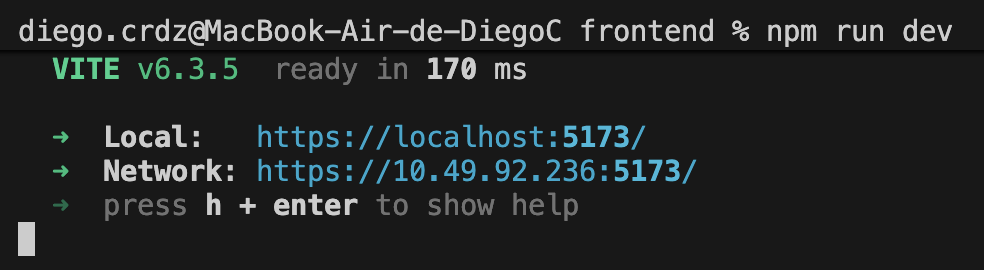 diego.crdz@MacBook-Air-de-DiegoC frontend % npm run dev
VITE v6.3.5  ready in 170 ms
➜  Local:   https://localhost:5173/
➜  Network: https://10.49.92.236:5173/
➜  press h + enter to show help